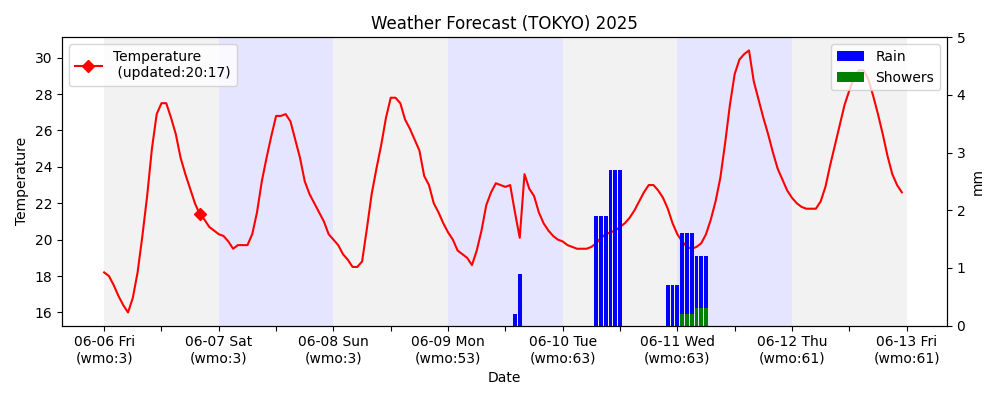 Weather Forecast (TOKYO) 2025
Temperature
(updated:20:17)
Rain
Showers
30
28
26
24
22
20
18
16
Temperature
5
4
3
2
1
0
mm
06-06 Fri
(wmo:3)
06-07 Sat
(wmo:3)
06-08 Sun
(wmo:3)
06-09 Mon
(wmo:53)
06-10 Tue
(wmo:63)
06-11 Wed
(wmo:63)
06-12 Thu
(wmo:61)
06-13 Fri
(wmo:61)
Date